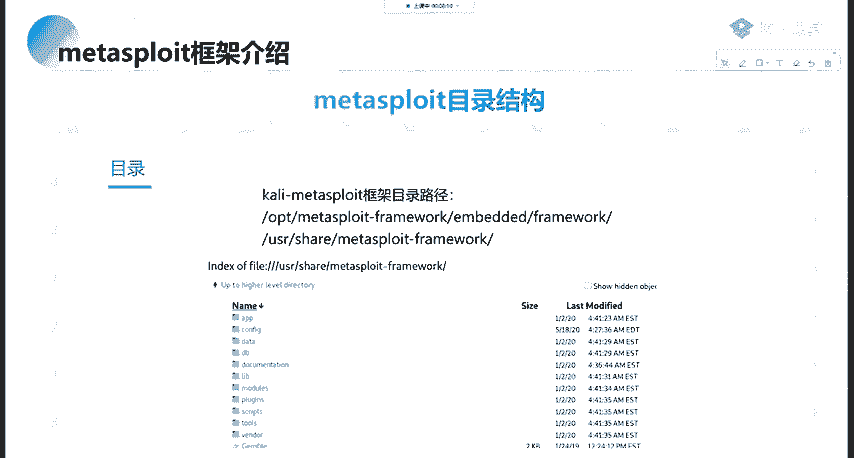 metasploit框架介绍
metasploit目录结构
目录
kali-metasploit框架目录路径：
/opt/metasploit-framework/embedded/framework/
/usr/share/metasploit-framework/
Index of file:///usr/share/metasploit-framework/
Up to higher level directory
Show hidden objec
Name Size Last Modified
app 1/2/20 4:41:23 AM EST
config 5/18/20 4:27:36 AM EDT
data 1/2/20 4:41:29 AM EST
db 1/2/20 4:41:29 AM EST
documentation 1/2/20 4:36:44 AM EST
lib 1/2/20 4:41:31 AM EST
modules 1/2/20 4:41:34 AM EST
plugins 1/2/20 4:41:35 AM EST
scripts 1/2/20 4:41:35 AM EST
tools 1/2/20 4:41:35 AM EST
vendor 1/2/20 4:41:35 AM EST
Gemfile 2 KB 1/24/19 12:24:12 PM EST